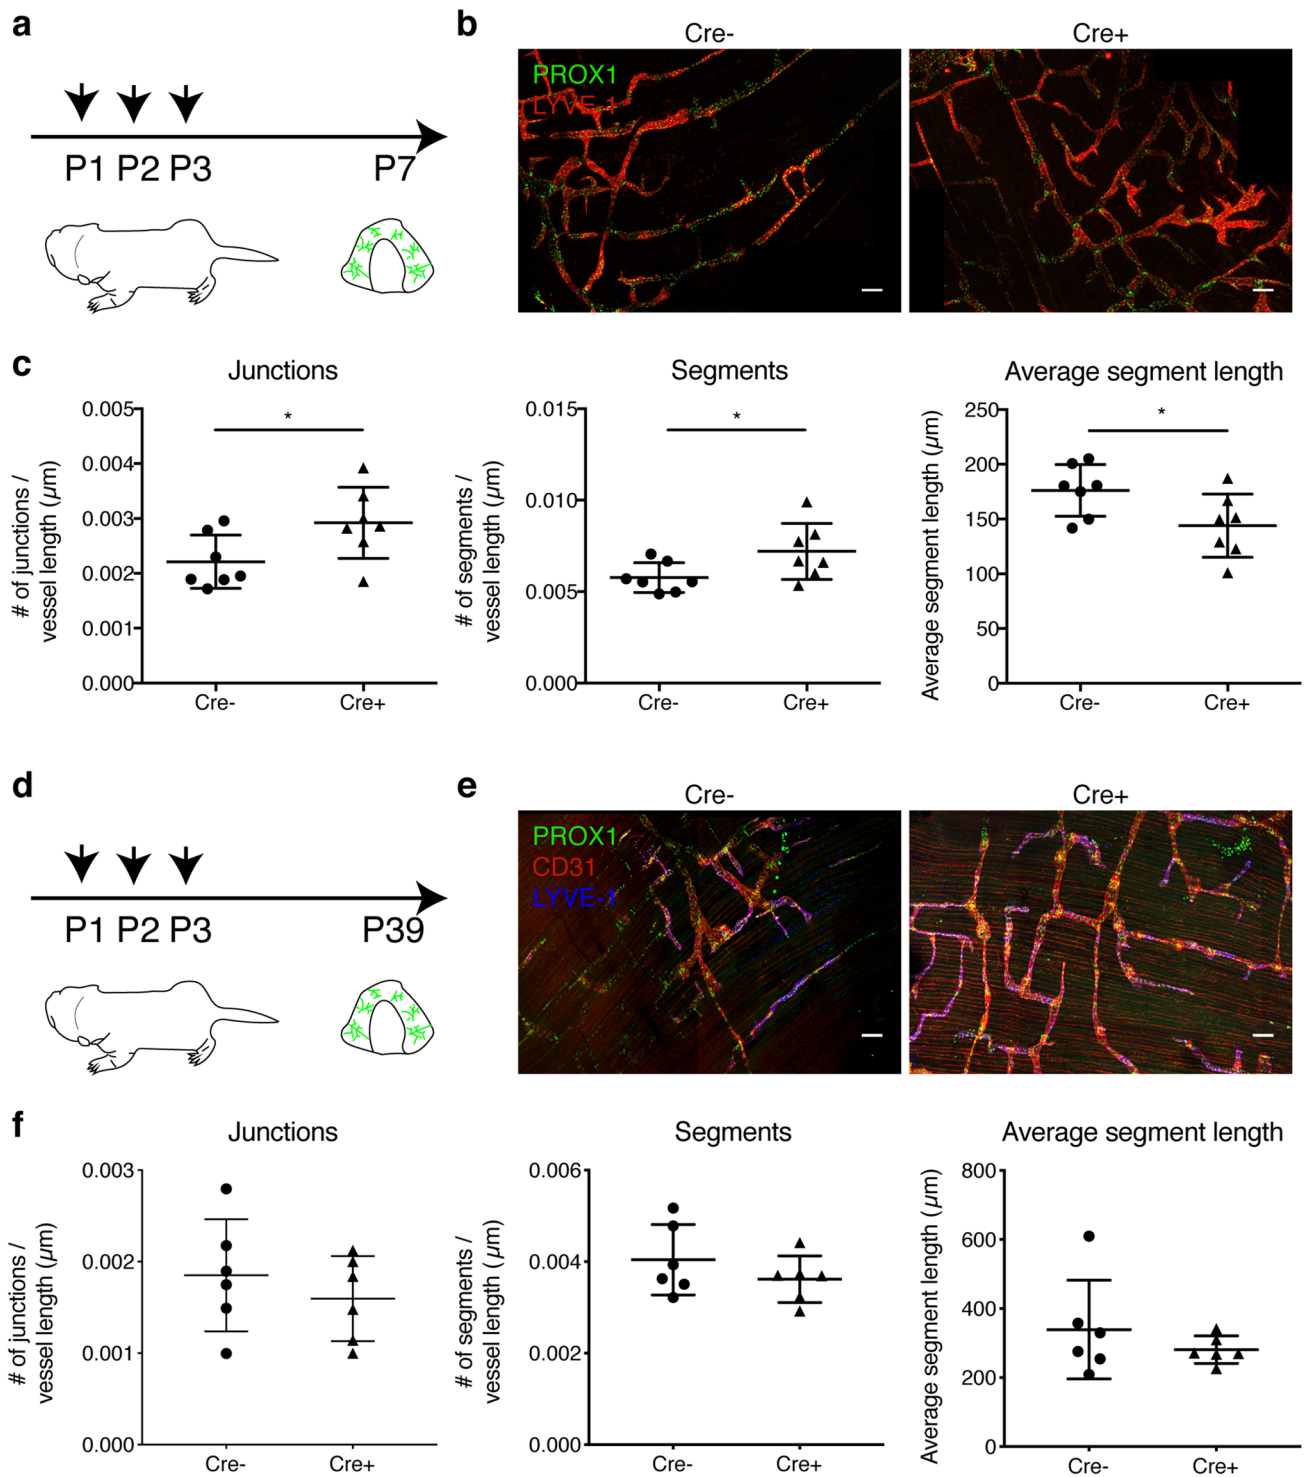 a
P1 P2 P3 P7
b
Cre- Cre+
PROX1
LYVE-1
c
Junctions
# of junctions /
vessel length (µm)
0.005
0.004
0.003
0.002
0.001
0.000
*
Cre- Cre+
Segments
# of segments /
vessel length (µm)
0.015
0.010
0.005
0.000
*
Cre- Cre+
Average segment length
Average segment length (µm)
250
200
150
100
50
0
*
Cre- Cre+
d
P1 P2 P3 P39
e
Cre- Cre+
PROX1
CD31
LYVE-1
f
Junctions
# of junctions /
vessel length (µm)
0.003
0.002
0.001
0.000
Cre- Cre+
Segments
# of segments /
vessel length (µm)
0.006
0.004
0.002
0.000
Cre- Cre+
Average segment length
Average segment length (µm)
800
600
400
200
0
Cre- Cre+